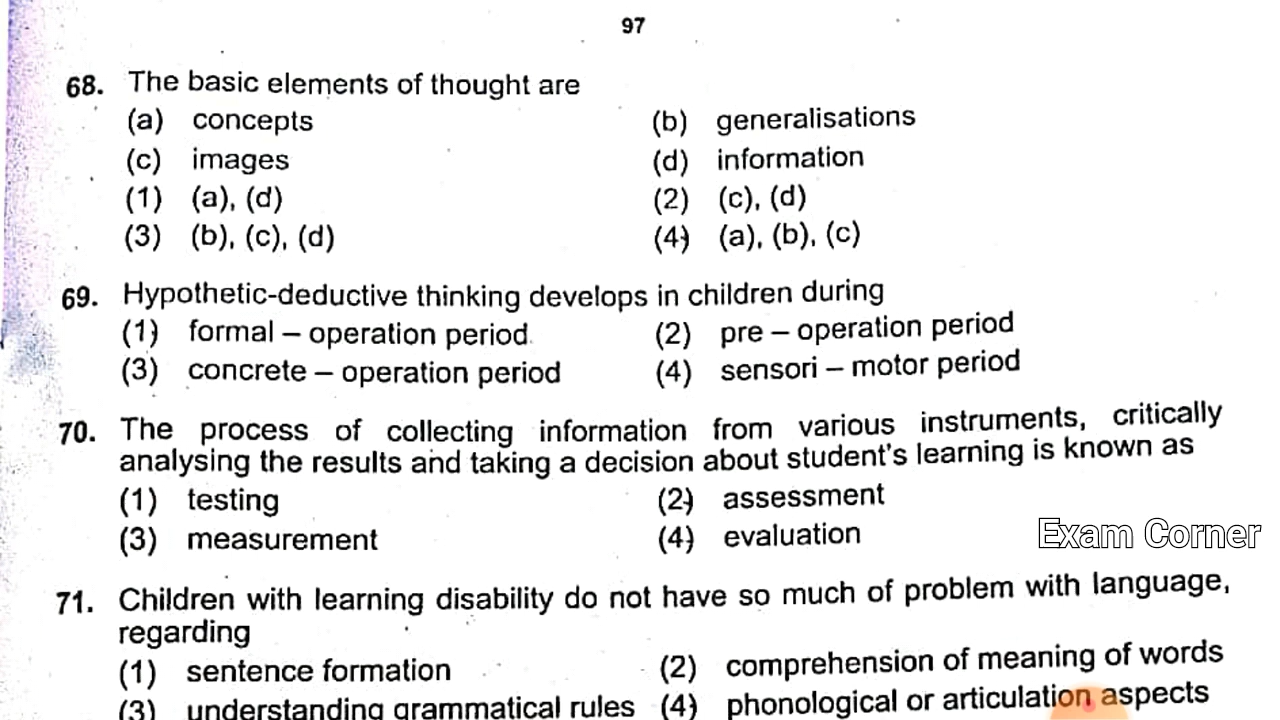 97
68. The basic elements of thought are
(a) concepts (b) generalisations
(c) images (d) information
(1) (a), (d) (2) (c), (d)
(3) (b), (c), (d) (4) (a), (b), (c)
69. Hypothetic-deductive thinking develops in children during
(1) formal – operation period (2) pre – operation period
(3) concrete – operation period (4) sensori – motor period
70. The process of collecting information from various instruments, critically
analysing the results and taking a decision about student's learning is known as
(1) testing (2) assessment
(3) measurement (4) evaluation
Exam Corner
71. Children with learning disability do not have so much of problem with language,
regarding
(1) sentence formation (2) comprehension of meaning of words
(3) understanding grammatical rules (4) phonological or articulation aspects